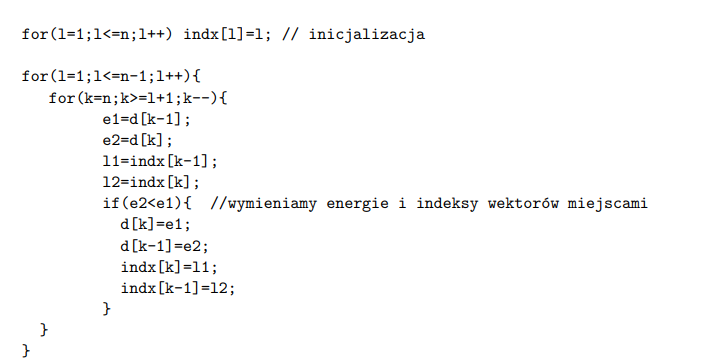 for(l=1;l<=n;l++) indx[l]=l; // inicjalizacja
for(l=1;l<=n-1;l++){
for(k=n;k>=l+1;k--){
e1=d[k-1];
e2=d[k];
l1=indx[k-1];
l2=indx[k];
if(e2<e1){ //wymieniamy energie i indeksy wektorów miejscami
d[k]=e1;
d[k-1]=e2;
indx[k]=l1;
indx[k-1]=l2;
}
}
}